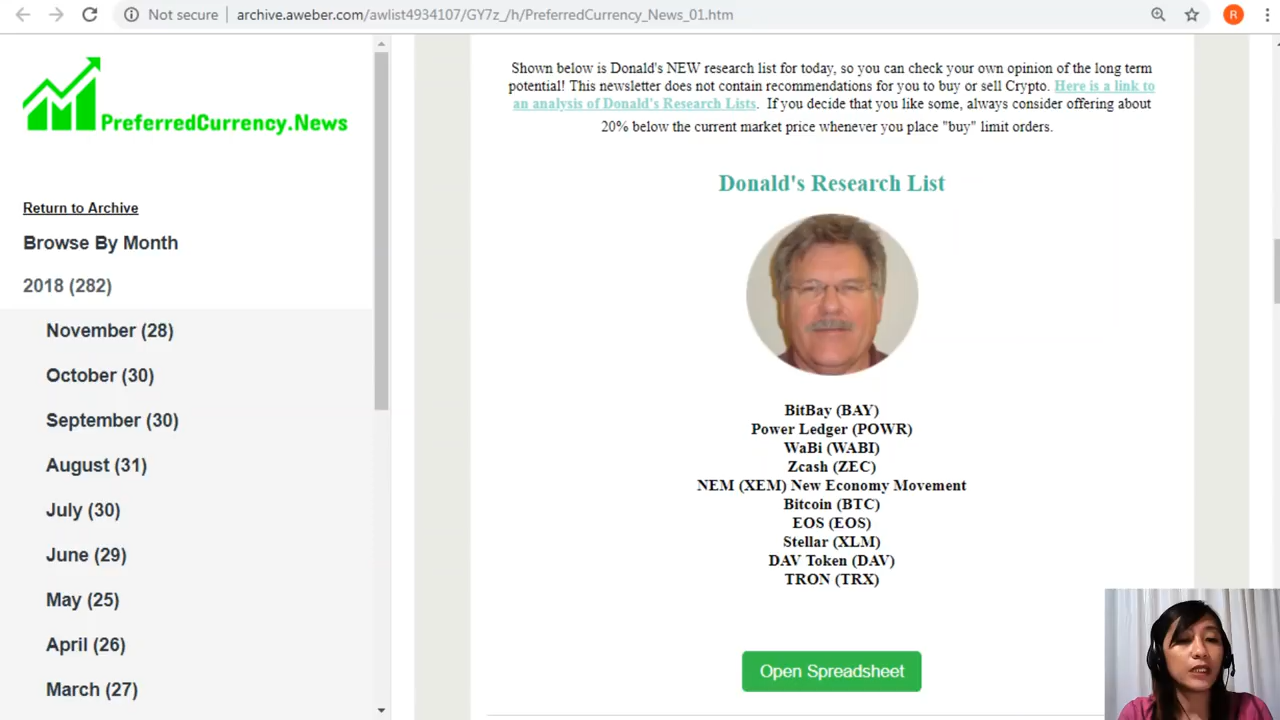 Not secure
archive.aweber.com/awlist4934107/GY7z_/h/PreferredCurrency_News_01.htm
R
PreferredCurrency.News
Return to Archive
Browse By Month
2018 (282)
November (28)
October (30)
September (30)
August (31)
July (30)
June (29)
May (25)
April (26)
March (27)
Shown below is Donald's NEW research list for today, so you can check your own opinion of the long term
potential! This newsletter does not contain recommendations for you to buy or sell Crypto. Here is a link to
an analysis of Donald's Research Lists. If you decide that you like some, always consider offering about
20% below the current market price whenever you place "buy" limit orders.
Donald's Research List
BitBay (BAY)
Power Ledger (POWR)
WaBi (WABI)
Zcash (ZEC)
NEM (XEM) New Economy Movement
Bitcoin (BTC)
EOS (EOS)
Stellar (XLM)
DAV Token (DAV)
TRON (TRX)
Open Spreadsheet